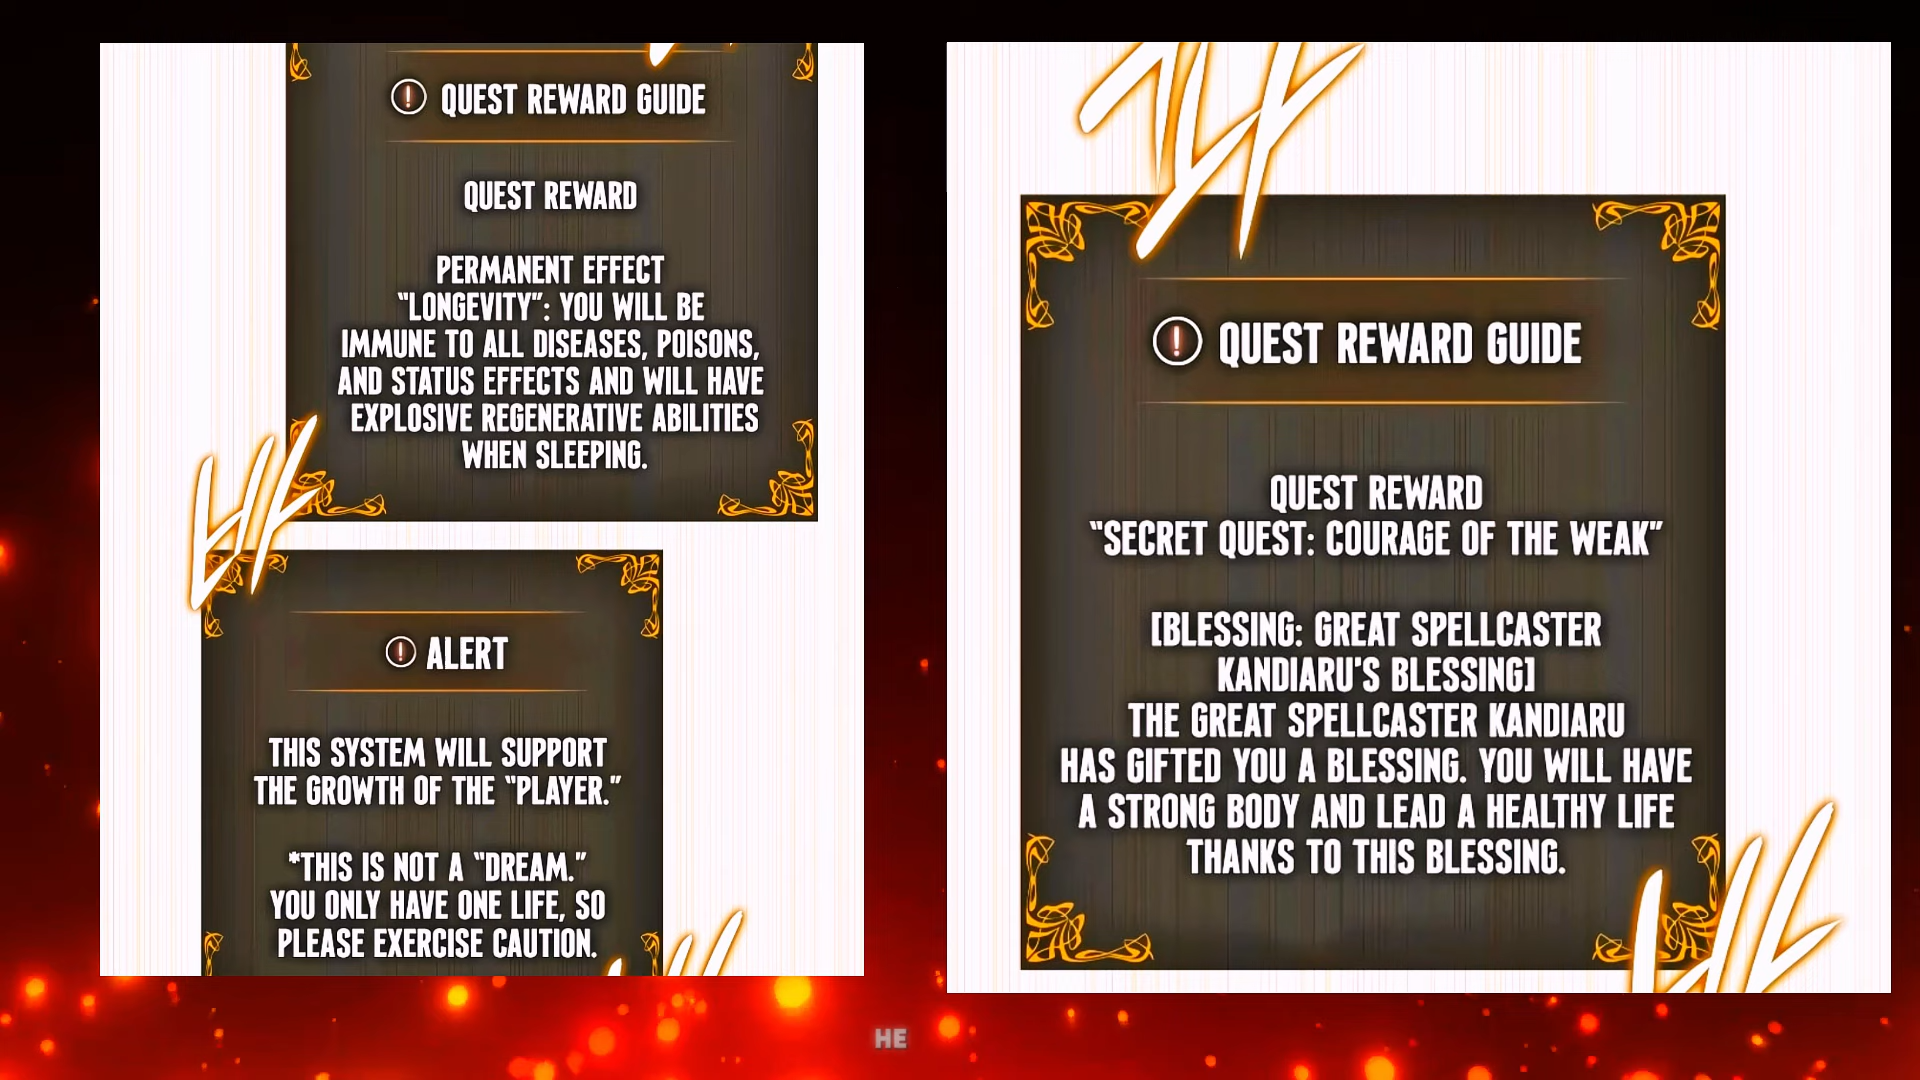 QUEST REWARD GUIDE
QUEST REWARD
PERMANENT EFFECT
"LONGEVITY": YOU WILL BE
IMMUNE TO ALL DISEASES, POISONS,
AND STATUS EFFECTS AND WILL HAVE
EXPLOSIVE REGENERATIVE ABILITIES
WHEN SLEEPING.
ALERT
THIS SYSTEM WILL SUPPORT
THE GROWTH OF THE "PLAYER."
*THIS IS NOT A "DREAM."
YOU ONLY HAVE ONE LIFE, SO
PLEASE EXERCISE CAUTION.
QUEST REWARD GUIDE
QUEST REWARD
"SECRET QUEST: COURAGE OF THE WEAK"
[BLESSING: GREAT SPELLCASTER
KANDIARU'S BLESSING]
THE GREAT SPELLCASTER KANDIARU
HAS GIFTED YOU A BLESSING. YOU WILL HAVE
A STRONG BODY AND LEAD A HEALTHY LIFE
THANKS TO THIS BLESSING.
HE